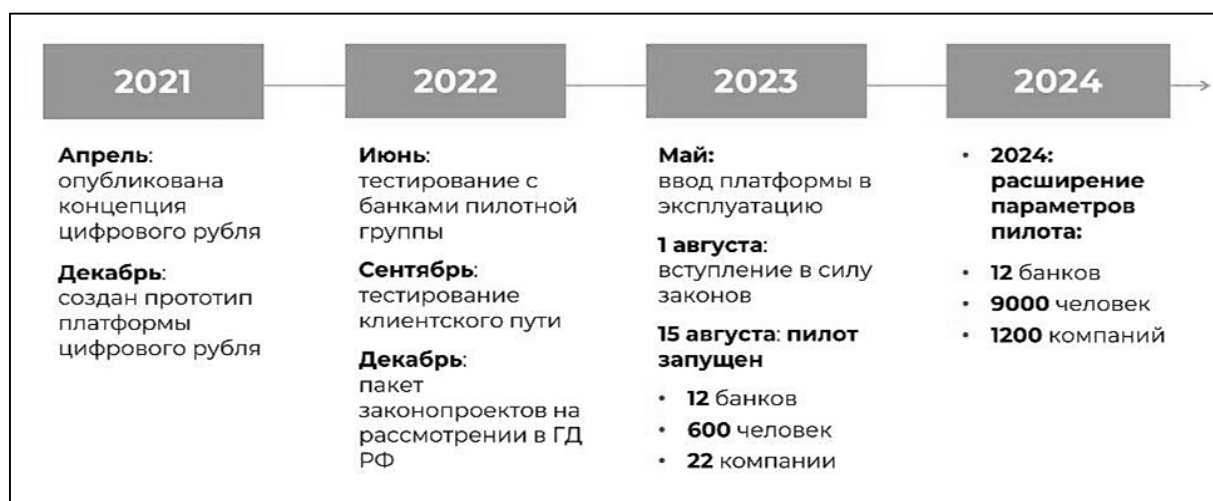 2021
Апрель:
опубликована
концепция
цифрового рубля
Декабрь:
создан прототип
платформы
цифрового рубля
2022
Июнь:
тестирование с
банками пилотной
группы
Сентябрь:
тестирование
клиентского пути
Декабрь:
пакет
законопроектов на
рассмотрении в ГД
РФ
2023
Май:
ввод платформы в
эксплуатацию
1 августа:
вступление в силу
законов
15 августа: пилот
запущен
• 12 банков
• 600 человек
• 22 компании
2024
• 2024:
расширение
параметров
пилота:
• 12 банков
• 9000 человек
• 1200 компаний